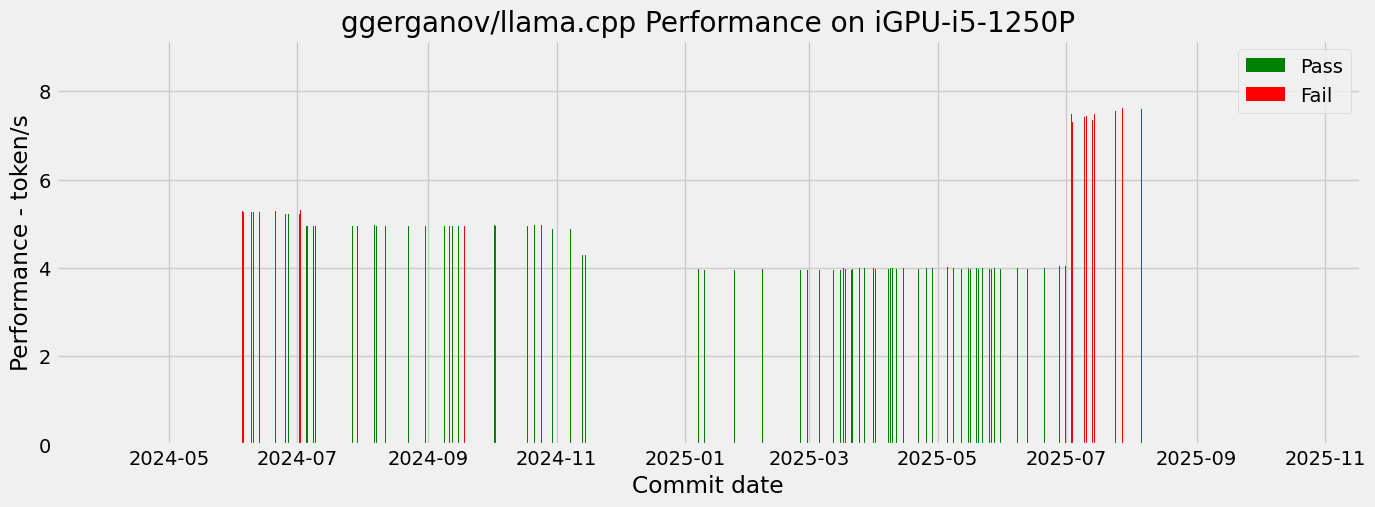 ggerganov/llama.cpp Performance on iGPU-i5-1250P
Pass
Fail
Performance - token/s
8
6
4
2
0
2024-05 2024-07 2024-09 2024-11 2025-01 2025-03 2025-05 2025-07 2025-09 2025-11
Commit date